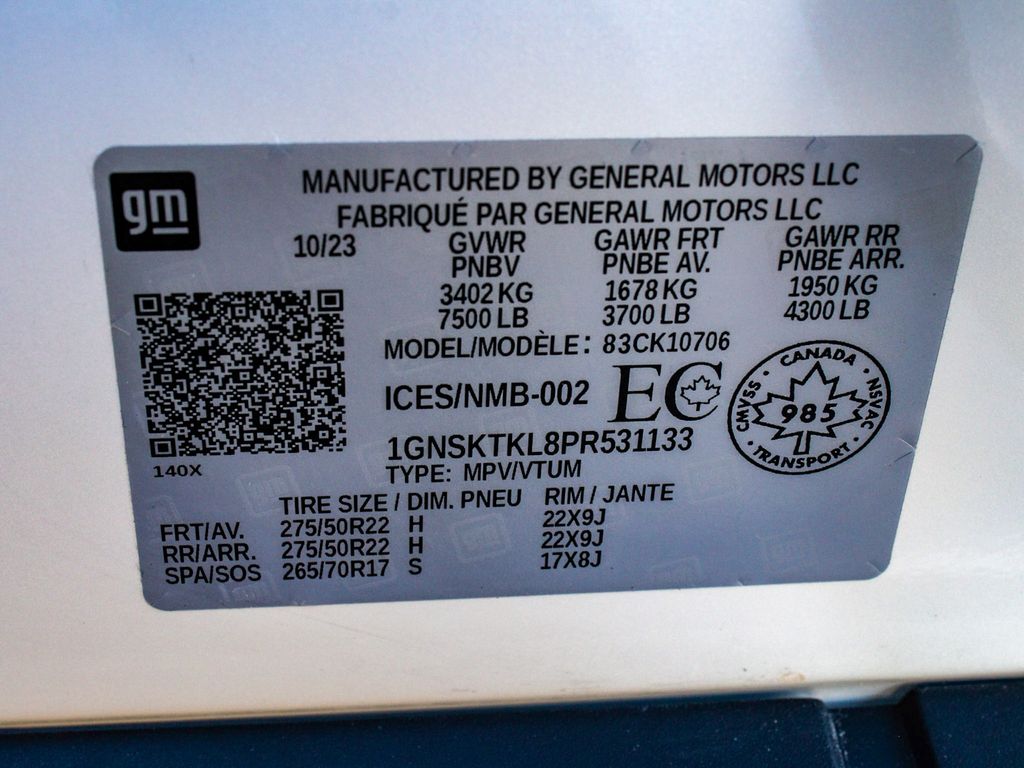 gm
MANUFACTURED BY GENERAL MOTORS LLC
FABRIQUÉ PAR GENERAL MOTORS LLC
10/23 GVWR GAWR FRT GAWR RR
PNBV PNBE AV. PNBE ARR.
3402 KG 1678 KG 1950 KG
7500 LB 3700 LB 4300 LB
MODEL/MODÈLE: 83CK10706
ICES/NMB-002 EC
CANADA
CMVSS 985 NSVAC
TRANSPORT
1GNSKTKL8PR531133
140X
TYPE: MPV/VTUM
TIRE SIZE / DIM. PNEU RIM / JANTE
FRT/AV. 275/50R22 H 22X9J
RR/ARR. 275/50R22 H 22X9J
SPA/SOS 265/70R17 S 17X8J